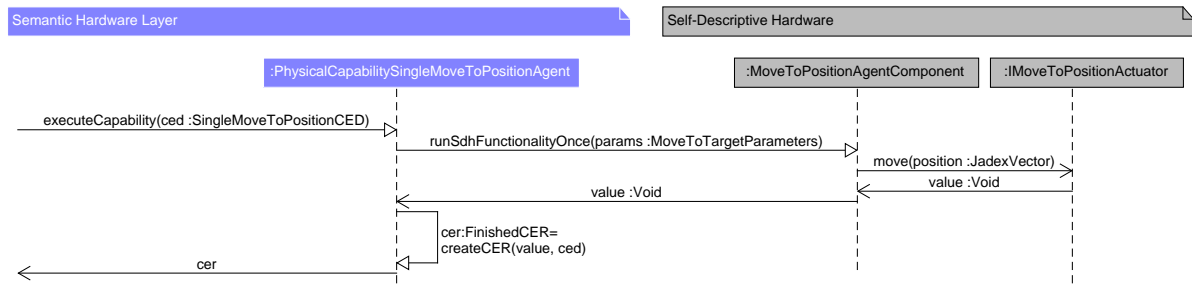 Semantic Hardware Layer
Self-Descriptive Hardware
:PhysicalCapabilitySingleMoveToPositionAgent
:MoveToPositionAgentComponent
:IMoveToPositionActuator
executeCapability(ced :SingleMoveToPositionCED)
runSdhFunctionalityOnce(params :MoveToTargetParameters)
move(position :JadexVector)
value :Void
value :Void
cer:FinishedCER=
createCER(value, ced)
cer